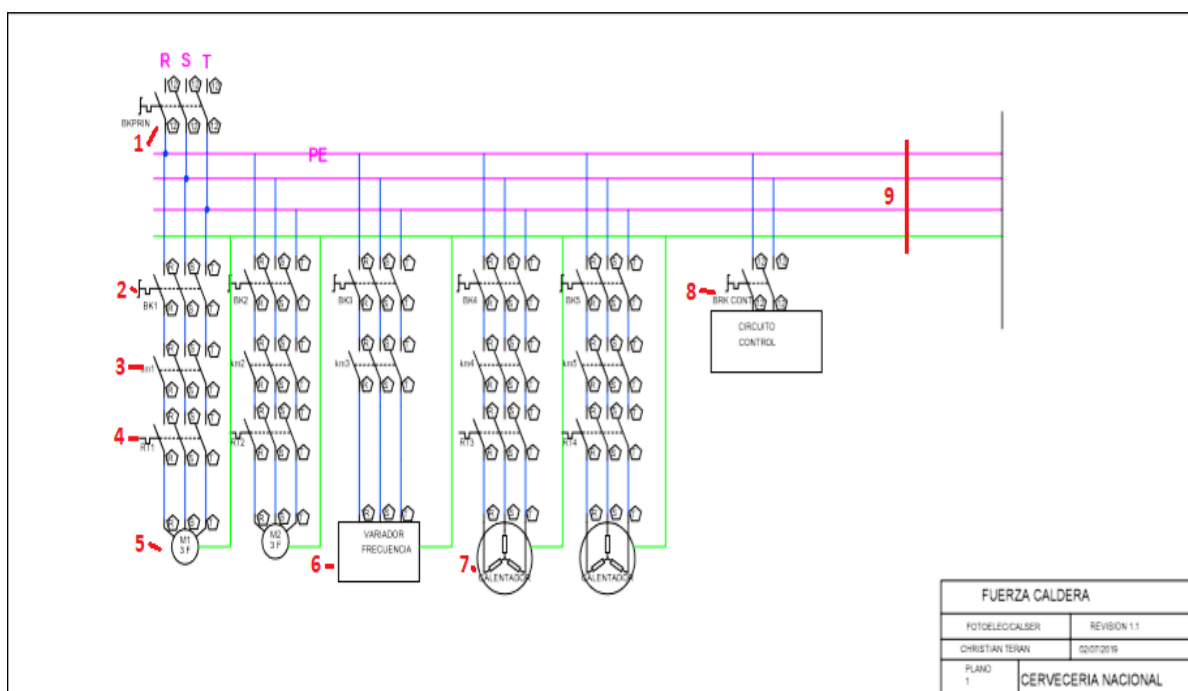 R S T
BKPRIN
1
PE
9
2
BK1
BK2
BK3
BK4
BK5
8
BRK CONT
CIRCUITO
CONTROL
3
km1
km2
km3
km4
km5
4
RT1
RT2
RT3
RT4
5
M1
3 F
M2
3 F
6
VARIADOR
FRECUENCIA
7
CALENTADOR
CALENTADOR
FUERZA CALDERA
FOTOELEC/CALSER REVISION 1.1
CHRISTIAN TERAN 02/07/2019
PLANO
1
CERVECERIA NACIONAL